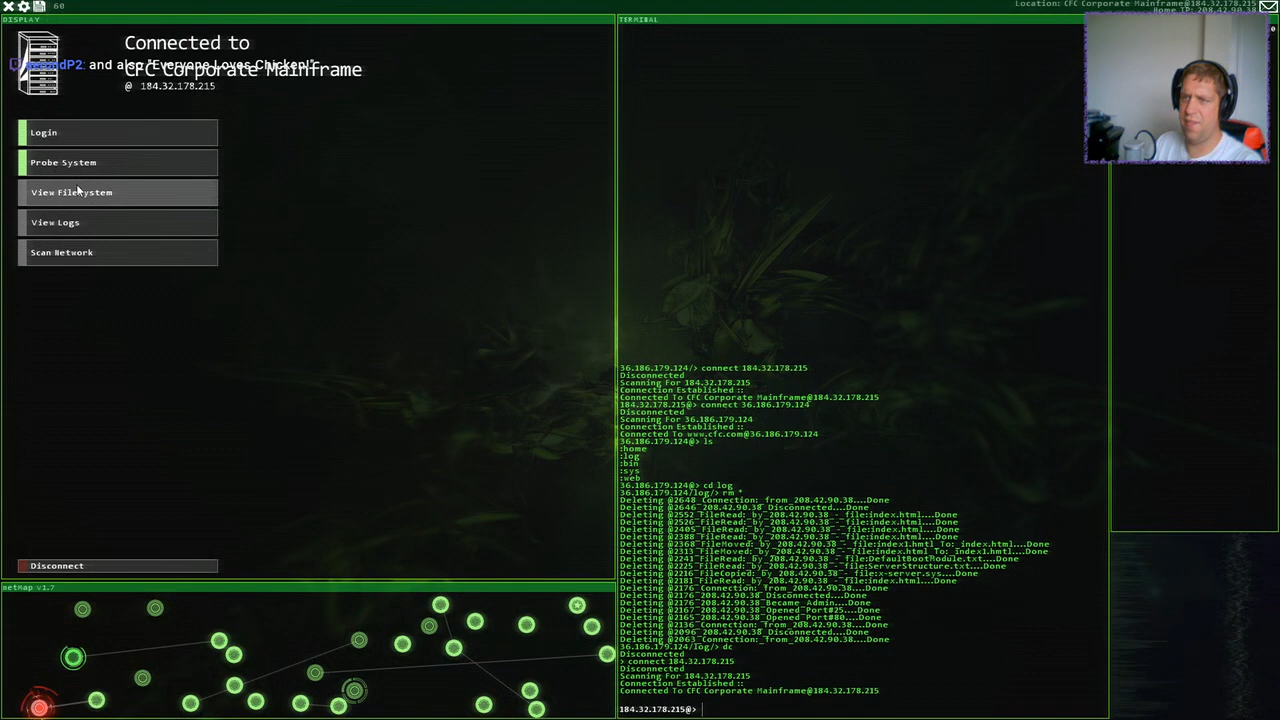 60
Location: CFC Corporate Mainframe@184.32.178.215
Home IP: 208.42.90.38
DISPLAY
TERMINAL
Connected to
P2: and also "Everyone Loves Chicken!"
CFC Corporate Mainframe
@ 184.32.178.215
Login
Probe System
View Filesystem
View Logs
Scan Network
Disconnect
netMap v1.7
36.186.179.124/> connect 184.32.178.215
Disconnected
Scanning For 184.32.178.215
Connection Established ::
Connected To CFC Corporate Mainframe@184.32.178.215
184.32.178.215@> connect 36.186.179.124
Disconnected
Scanning For 36.186.179.124
Connection Established ::
Connected To www.cfc.com@36.186.179.124
36.186.179.124@> ls
:home
:log
:bin
:sys
:web
36.186.179.124@> cd log
36.186.179.124/log/> rm *
Deleting @2648_Connection:_from_208.42.90.38....Done
Deleting @2646_208.42.90.38_Disconnected....Done
Deleting @2552_FileRead:_by_208.42.90.38_-_file:index.html....Done
Deleting @2526_FileRead:_by_208.42.90.38_-_file:index.html....Done
Deleting @2405_FileRead:_by_208.42.90.38_-_file:index.html....Done
Deleting @2388_FileRead:_by_208.42.90.38_-_file:index.html....Done
Deleting @2368_FileMoved:_by_208.42.90.38_-_file:index1.hmtl_To:_index.html....Done
Deleting @2313_FileMoved:_by_208.42.90.38_-_file:index.html_To:_index1.hmtl....Done
Deleting @2241_FileRead:_by_208.42.90.38_-_file:DefaultBootModule.txt....Done
Deleting @2225_FileRead:_by_208.42.90.38_-_file:ServerStructure.txt....Done
Deleting @2216_FileCopied:_by_208.42.90.38_-_file:x-server.sys....Done
Deleting @2181_FileRead:_by_208.42.90.38_-_file:index.html....Done
Deleting @2176_Connection:_from_208.42.90.38....Done
Deleting @2176_208.42.90.38_Disconnected....Done
Deleting @2176_208.42.90.38_Became_Admin....Done
Deleting @2167_208.42.90.38_Opened_Port#25....Done
Deleting @2165_208.42.90.38_Opened_Port#80....Done
Deleting @2136_Connection:_from_208.42.90.38....Done
Deleting @2096_208.42.90.38_Disconnected....Done
Deleting @2063_Connection:_from_208.42.90.38....Done
36.186.179.124/log/> dc
Disconnected
> connect 184.32.178.215
Disconnected
Scanning For 184.32.178.215
Connection Established ::
Connected To CFC Corporate Mainframe@184.32.178.215
184.32.178.215@>